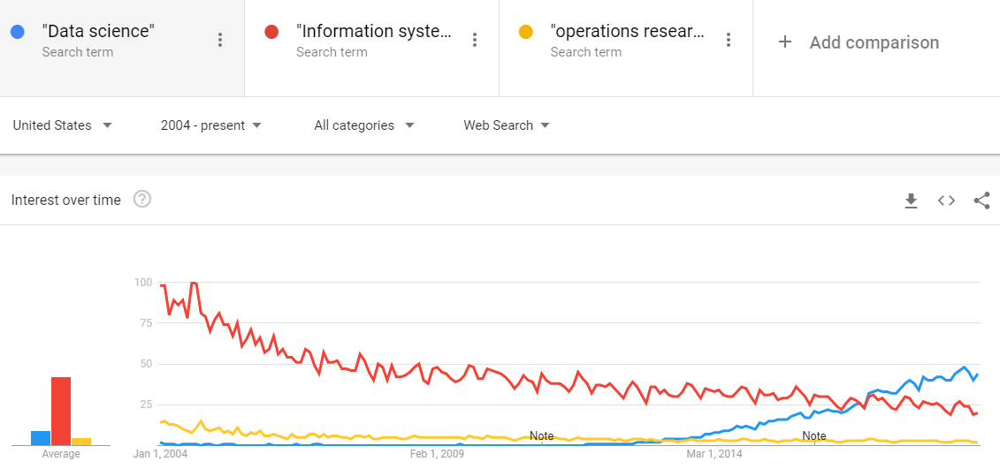 "Data science"
Search term
"Information syste...
Search term
"operations resear...
Search term
+ Add comparison
United States
2004 - present
All categories
Web Search
Interest over time
?
100
75
50
25
Note
Note
Average
Jan 1, 2004
Feb 1, 2009
Mar 1, 2014